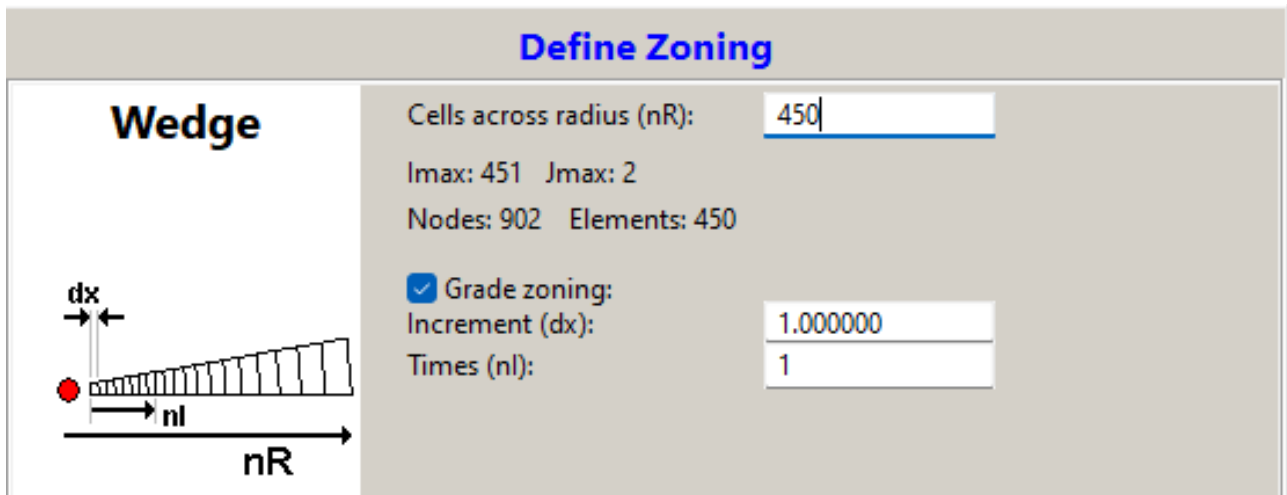 Define Zoning
Wedge
Cells across radius (nR): 450
Imax: 451 Jmax: 2
Nodes: 902 Elements: 450
Grade zoning:
Increment (dx): 1.000000
Times (nl): 1
dx
nl
nR